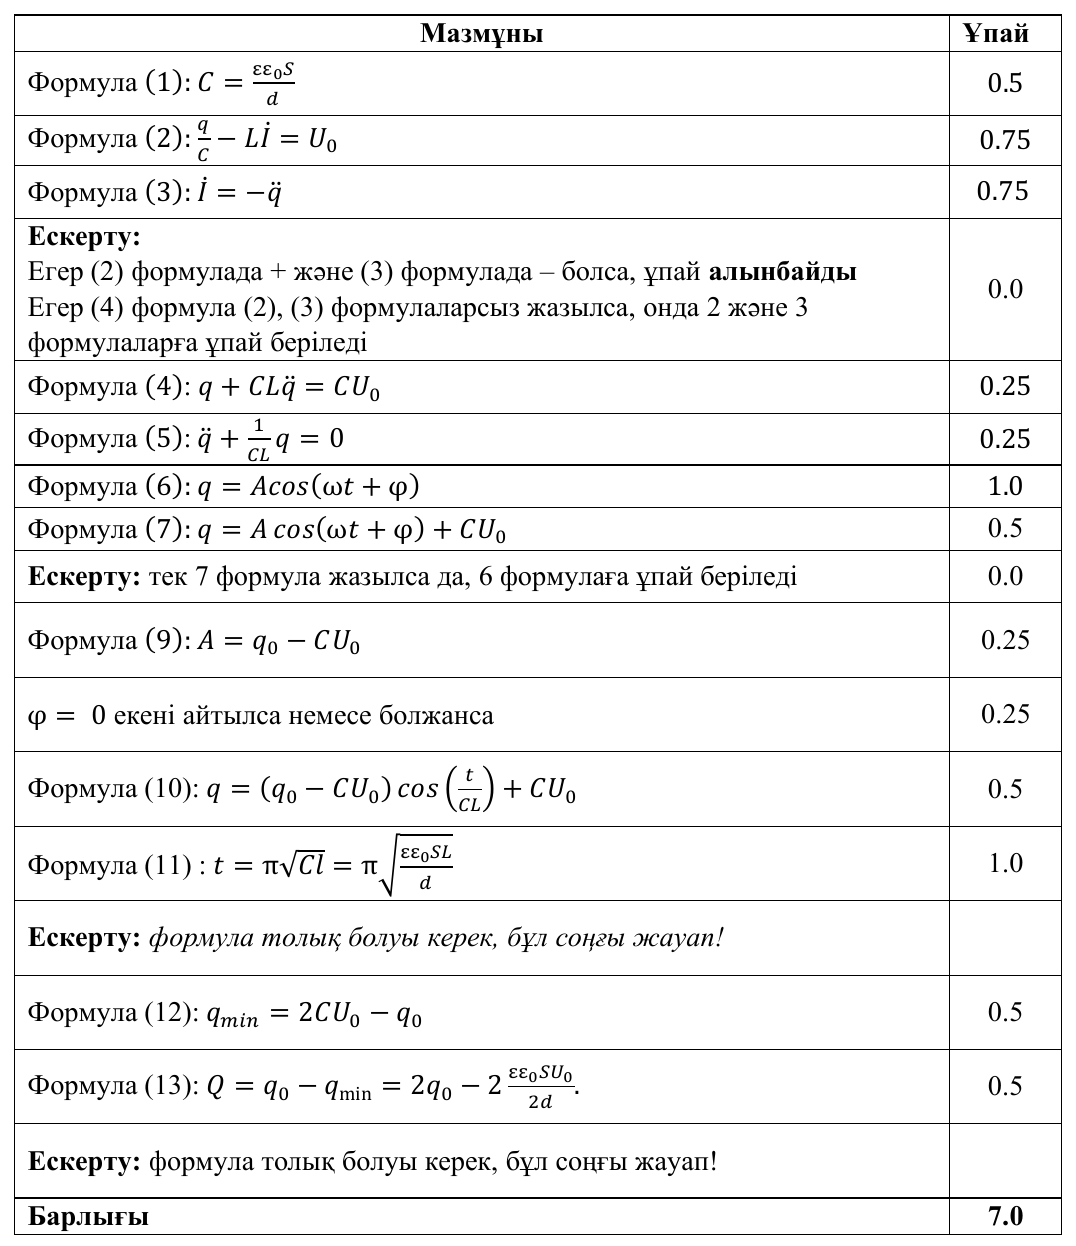 Мазмұны Ұпай
Формула (1): C = εε₀S/d 0.5
Формула (2): q/C − Lİ = U₀ 0.75
Формула (3): İ = −q̈ 0.75
Ескерту:
Егер (2) формулада + және (3) формулада – болса, ұпай алынбайды
Егер (4) формула (2), (3) формулаларсыз жазылса, онда 2 және 3
формулаларға ұпай беріледі
0.0
Формула (4): q + CLq̈ = CU₀ 0.25
Формула (5): q̈ + 1/CL q = 0 0.25
Формула (6): q = Acos(ωt + φ) 1.0
Формула (7): q = A cos(ωt + φ) + CU₀ 0.5
Ескерту: тек 7 формула жазылса да, 6 формулаға ұпай беріледі 0.0
Формула (9): A = q₀ − CU₀ 0.25
φ = 0 екені айтылса немесе болжанса 0.25
Формула (10): q = (q₀ − CU₀) cos (t/CL) + CU₀ 0.5
Формула (11) : t = π√Cl = π√(εε₀SL/d) 1.0
Ескерту: формула толық болуы керек, бұл соңғы жауап!
Формула (12): qmin = 2CU₀ − q₀ 0.5
Формула (13): Q = q₀ − qmin = 2q₀ − 2 εε₀SU₀/2d. 0.5
Ескерту: формула толық болуы керек, бұл соңғы жауап!
Барлығы 7.0